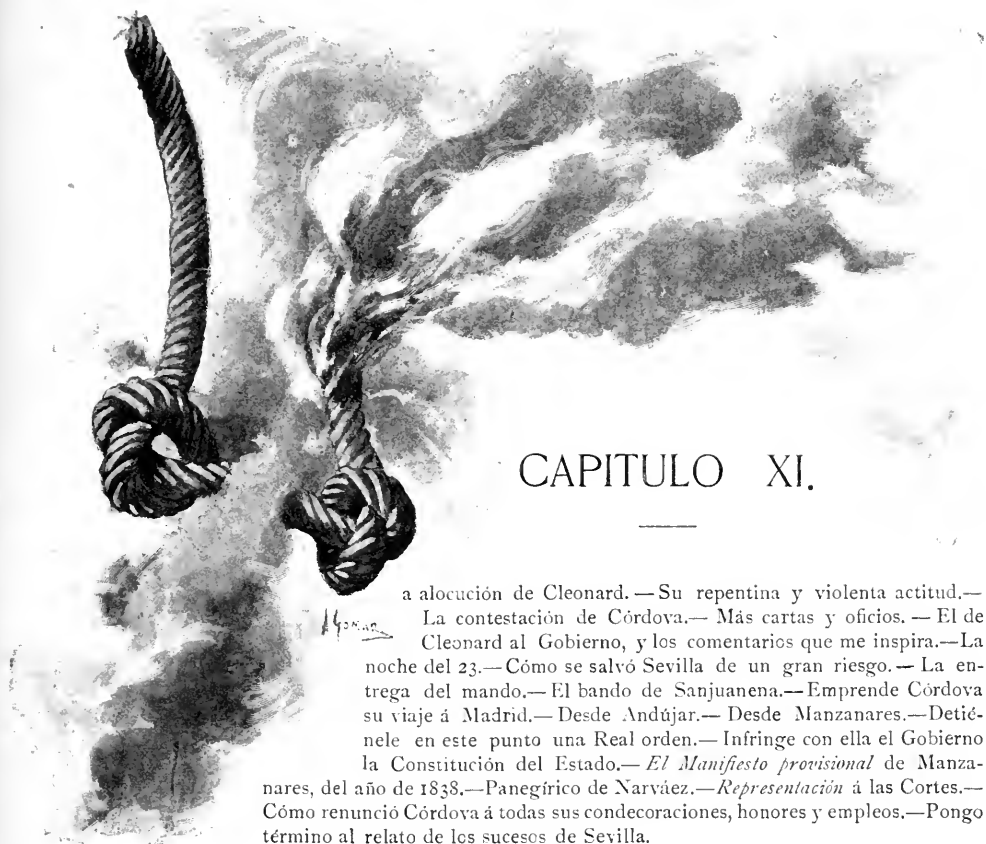 CAPITULO XI.
a alocución de Cleonard.—Su repentina y violenta actitud.—
La contestación de Córdova.—Más cartas y oficios.—El de
Cleonard al Gobierno, y los comentarios que me inspira.—La
noche del 23.—Cómo se salvó Sevilla de un gran riesgo.—La en-
trega del mando.—El bando de Sanjuanena.—Emprende Córdova
su viaje á Madrid.—Desde Andújar.—Desde Manzanares.—Detié-
nele en este punto una Real orden.—Infringe con ella el Gobierno
la Constitución del Estado.—El Manifiesto provisional de Manza-
nares, del año de 1838.—Panegírico de Narváez.—Representación á las Cortes.—
Cómo renunció Córdova á todas sus condecoraciones, honores y empleos.—Pongo
término al relato de los sucesos de Sevilla.